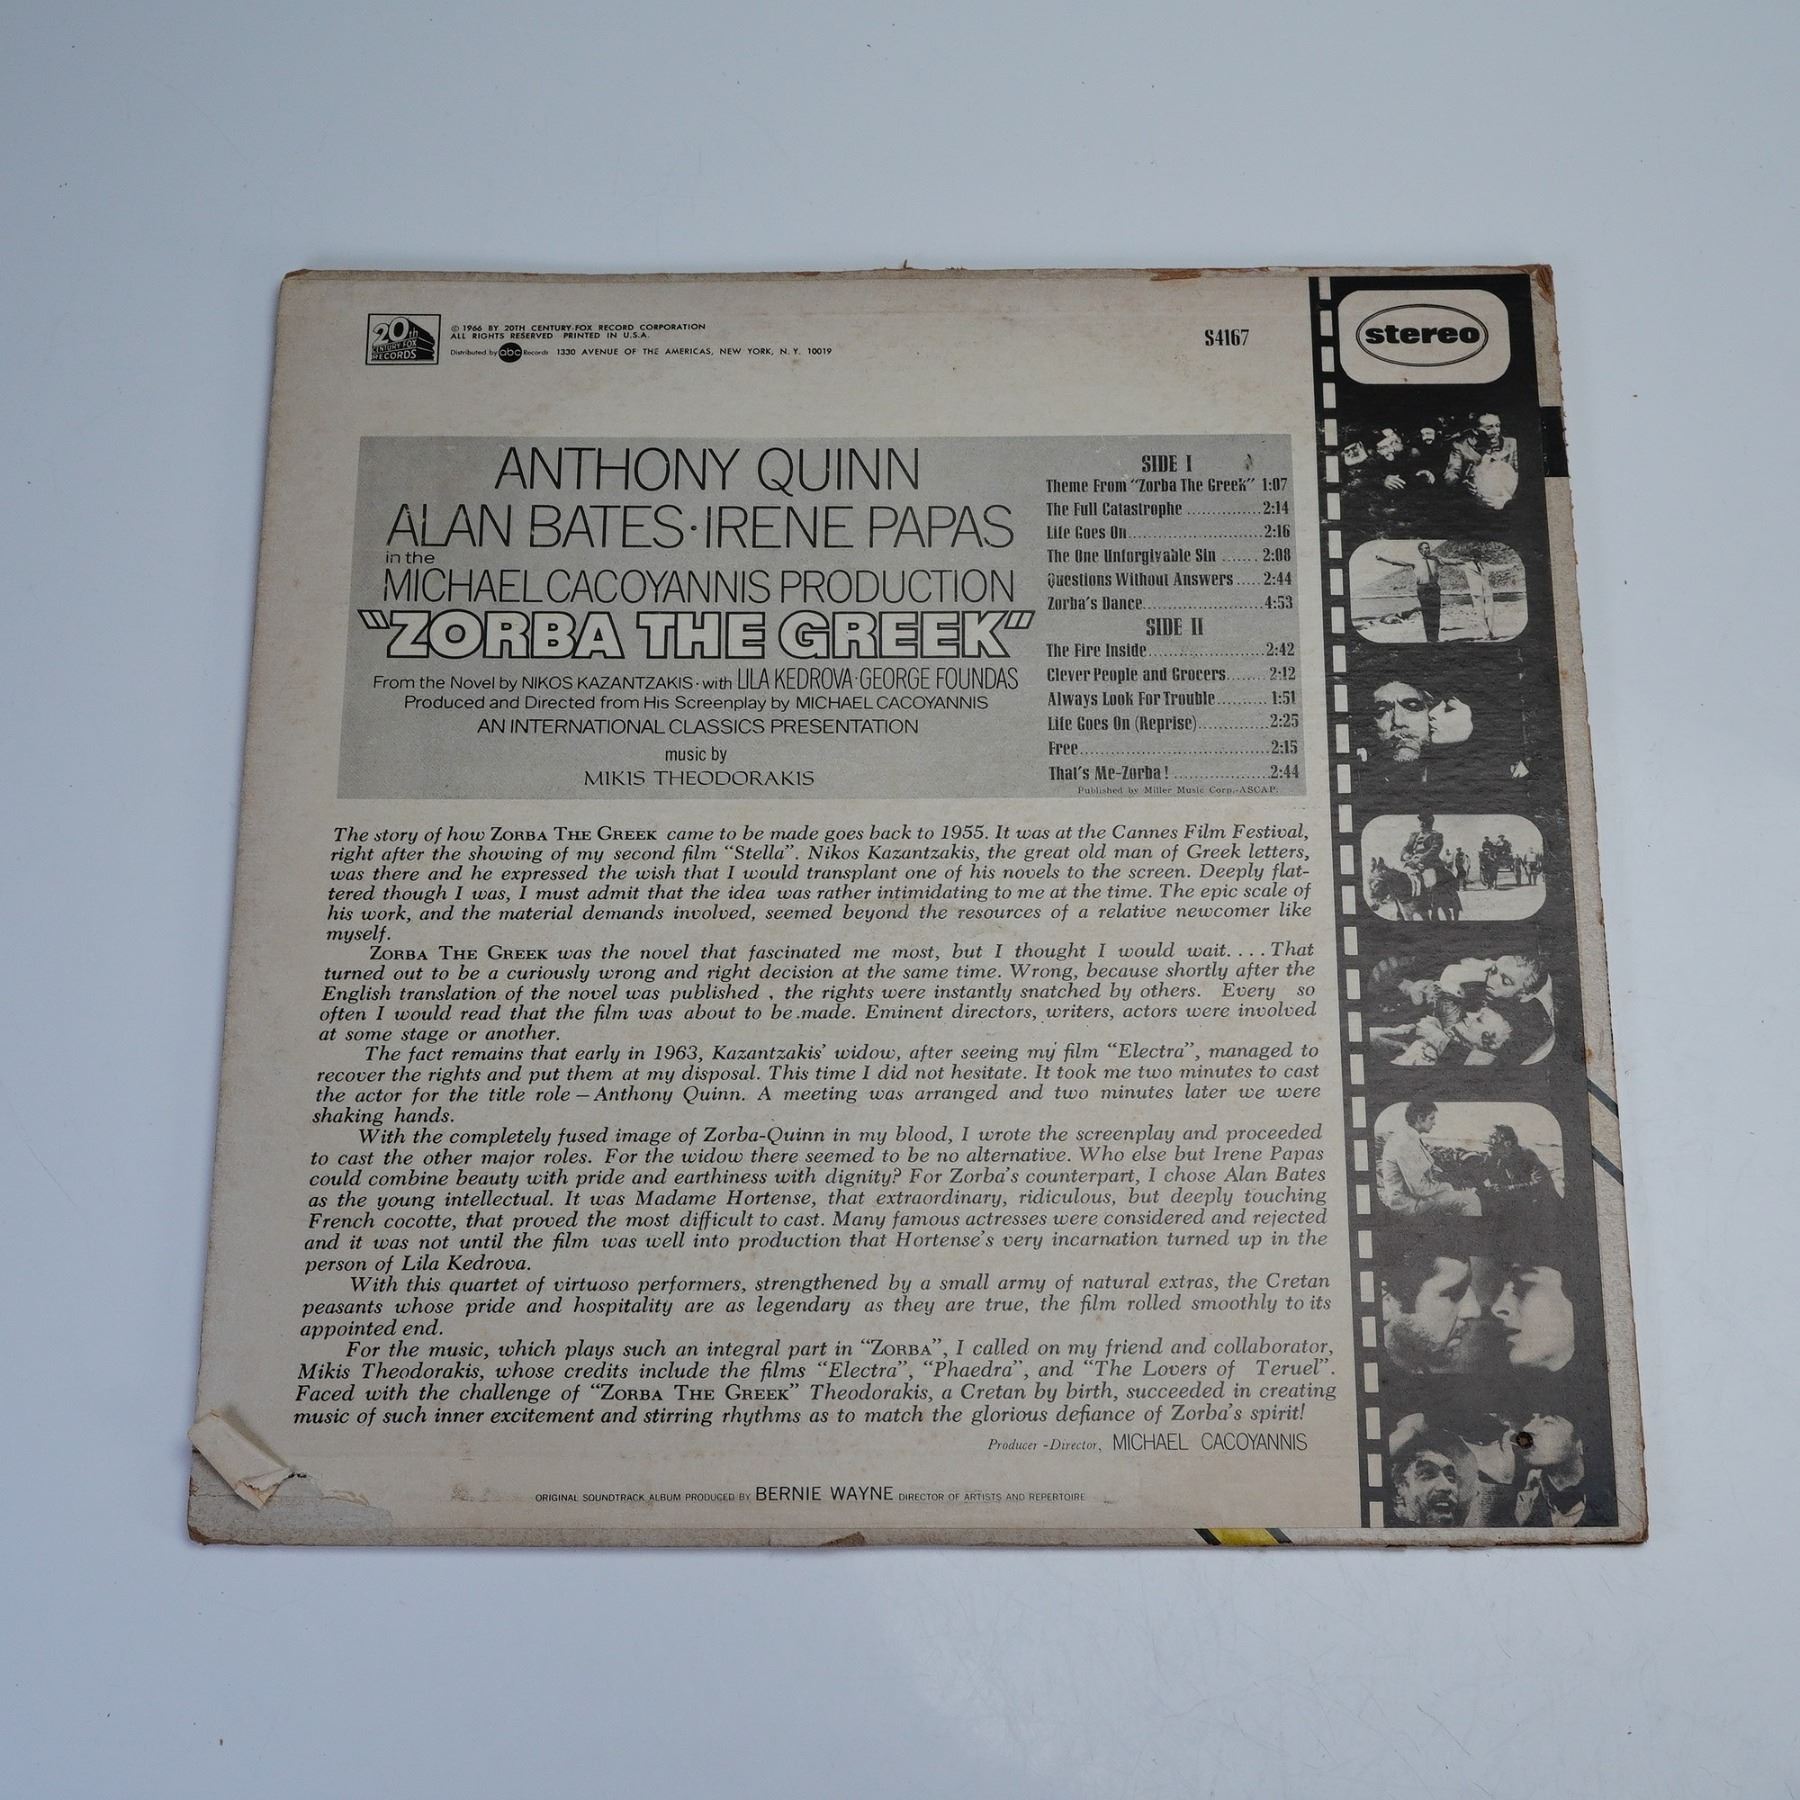 20th
CENTURY FOX
RECORDS
© 1966 BY 20TH CENTURY-FOX RECORD CORPORATION
ALL RIGHTS RESERVED PRINTED IN U.S.A.
Distributed by abc Records 1330 AVENUE OF THE AMERICAS, NEW YORK, N. Y. 10019
S4167
stereo
ANTHONY QUINN
ALAN BATES·IRENE PAPAS
in the
MICHAEL CACOYANNIS PRODUCTION
"ZORBA THE GREEK"
From the Novel by NIKOS KAZANTZAKIS · with LILA KEDROVA·GEORGE FOUNDAS
Produced and Directed from His Screenplay by MICHAEL CACOYANNIS
AN INTERNATIONAL CLASSICS PRESENTATION
music by
MIKIS THEODORAKIS
SIDE I
Theme From "Zorba The Greek" 1:07
The Full Catastrophe ..............2:14
Life Goes On..........................2:16
The One Unforgivable Sin .......2:08
Questions Without Answers.....2:44
Zorba's Dance.......................4:53
SIDE II
The Fire Inside......................2:42
Clever People and Grocers........2:12
Always Look For Trouble..........1:51
Life Goes On (Reprise).............2:25
Free....................................2:15
That's Me-Zorba!...................2:44
Published by Miller Music Corp.-ASCAP.
The story of how ZORBA THE GREEK came to be made goes back to 1955. It was at the Cannes Film Festival,
right after the showing of my second film "Stella". Nikos Kazantzakis, the great old man of Greek letters,
was there and he expressed the wish that I would transplant one of his novels to the screen. Deeply flat-
tered though I was, I must admit that the idea was rather intimidating to me at the time. The epic scale of
his work, and the material demands involved, seemed beyond the resources of a relative newcomer like
myself.
ZORBA THE GREEK was the novel that fascinated me most, but I thought I would wait. . . . That
turned out to be a curiously wrong and right decision at the same time. Wrong, because shortly after the
English translation of the novel was published , the rights were instantly snatched by others. Every so
often I would read that the film was about to be made. Eminent directors, writers, actors were involved
at some stage or another.
The fact remains that early in 1963, Kazantzakis' widow, after seeing my film "Electra", managed to
recover the rights and put them at my disposal. This time I did not hesitate. It took me two minutes to cast
the actor for the title role – Anthony Quinn. A meeting was arranged and two minutes later we were
shaking hands.
With the completely fused image of Zorba-Quinn in my blood, I wrote the screenplay and proceeded
to cast the other major roles. For the widow there seemed to be no alternative. Who else but Irene Papas
could combine beauty with pride and earthiness with dignity? For Zorba's counterpart, I chose Alan Bates
as the young intellectual. It was Madame Hortense, that extraordinary, ridiculous, but deeply touching
French cocotte, that proved the most difficult to cast. Many famous actresses were considered and rejected
and it was not until the film was well into production that Hortense's very incarnation turned up in the
person of Lila Kedrova.
With this quartet of virtuoso performers, strengthened by a small army of natural extras, the Cretan
peasants whose pride and hospitality are as legendary as they are true, the film rolled smoothly to its
appointed end.
For the music, which plays such an integral part in "ZORBA", I called on my friend and collaborator,
Mikis Theodorakis, whose credits include the films "Electra", "Phaedra", and "The Lovers of Teruel".
Faced with the challenge of "ZORBA THE GREEK" Theodorakis, a Cretan by birth, succeeded in creating
music of such inner excitement and stirring rhythms as to match the glorious defiance of Zorba's spirit!
Producer -Director, MICHAEL CACOYANNIS
ORIGINAL SOUNDTRACK ALBUM PRODUCED BY BERNIE WAYNE DIRECTOR OF ARTISTS AND REPERTOIRE